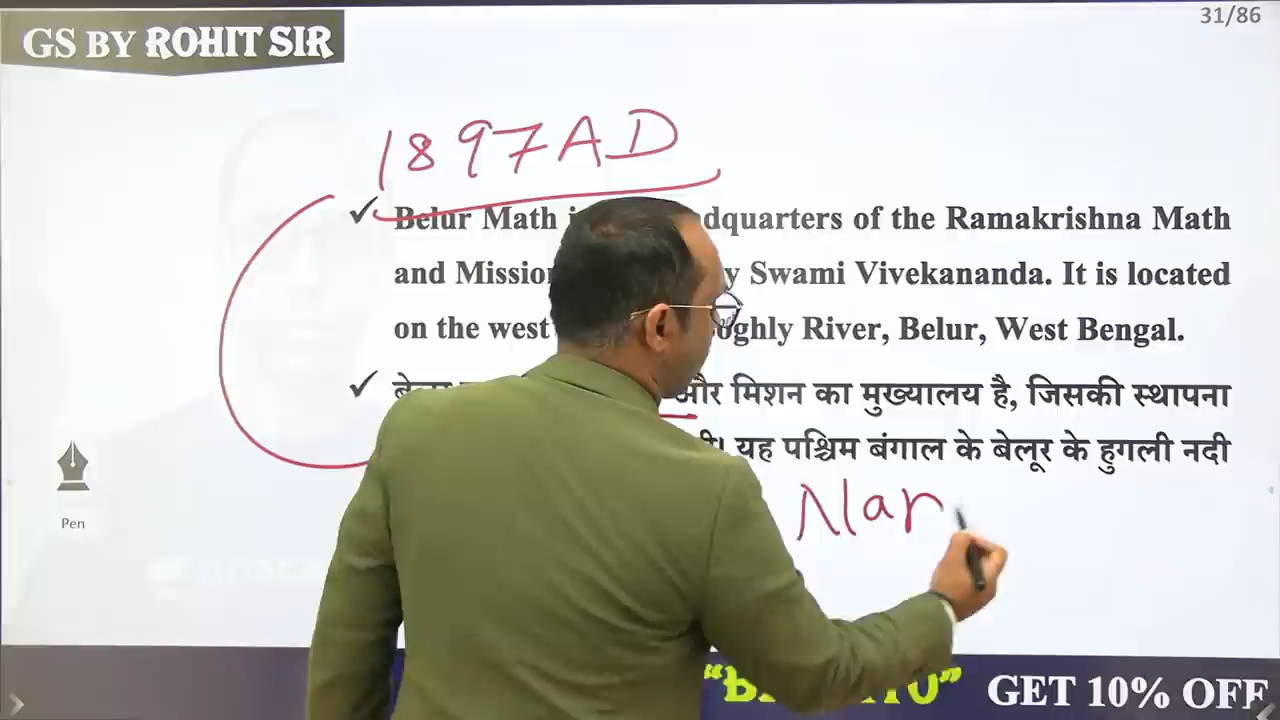 GS BY ROHIT SIR
31/86
1897AD
✓ Belur Math dquarters of the Ramakrishna Math
and Mission y Swami Vivekananda. It is located
on the west oghly River, Belur, West Bengal.
✓ और मिशन का मुख्यालय है, जिसकी स्थापना
यह पश्चिम बंगाल के बेलूर के हुगली नदी
Nar
Pen
GET 10% OFF